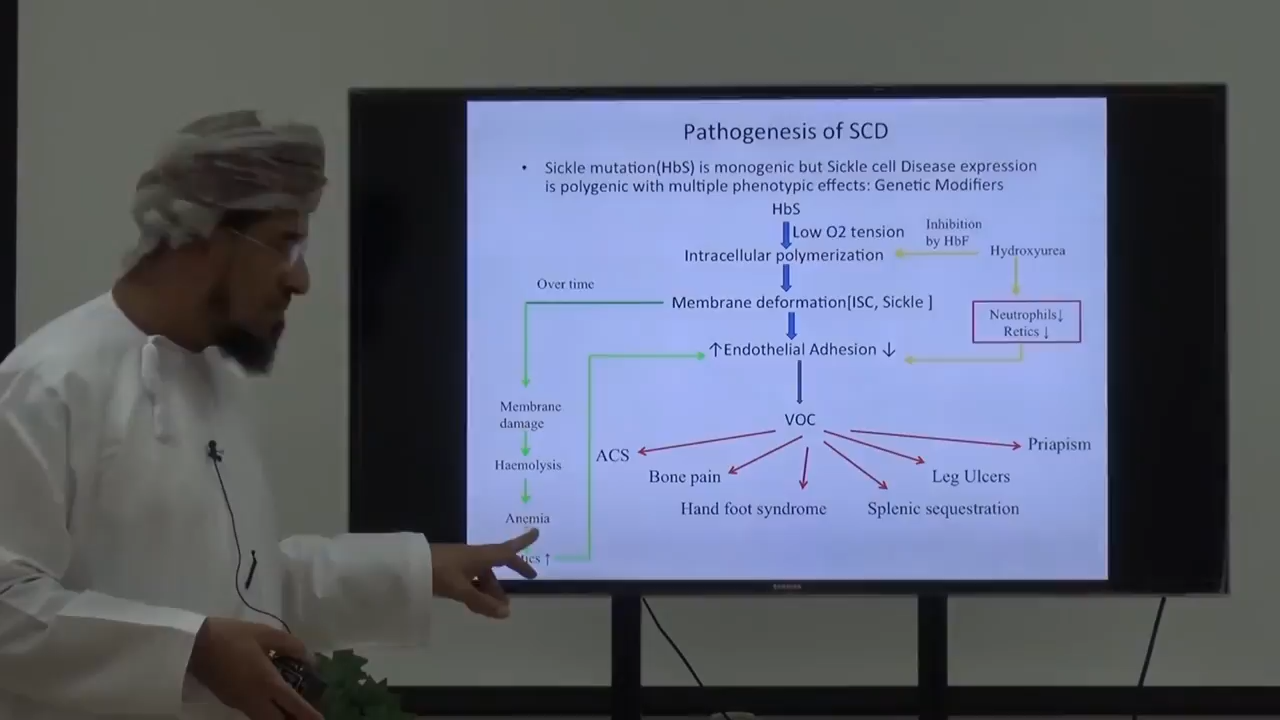 Pathogenesis of SCD
• Sickle mutation(HbS) is monogenic but Sickle cell Disease expression
is polygenic with multiple phenotypic effects: Genetic Modifiers
HbS
Low O2 tension
Inhibition
by HbF
Hydroxyurea
Intracellular polymerization
Over time
Membrane deformation[ISC, Sickle ]
Neutrophils↓
Retics ↓
↑Endothelial Adhesion ↓
Membrane
damage
VOC
Haemolysis
ACS
Bone pain
Hand foot syndrome
Splenic sequestration
Leg Ulcers
Priapism
Anemia
↑
SAMSUNG